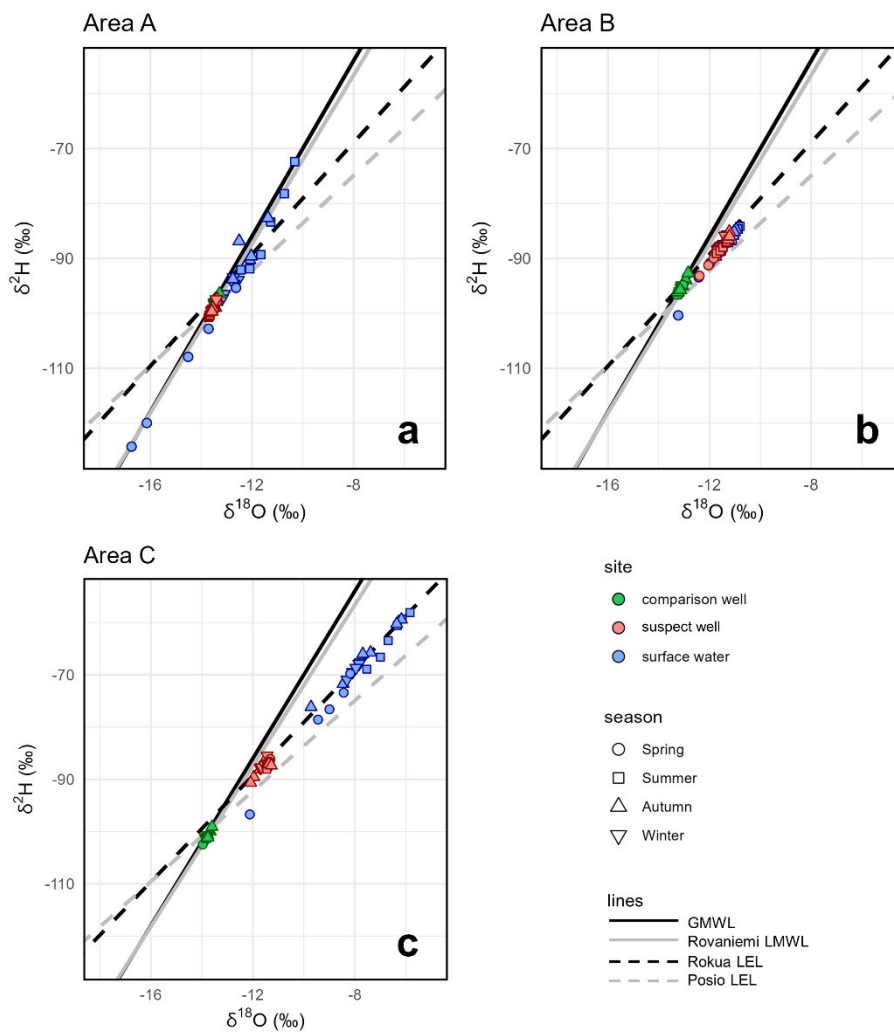 Area A
Area B
-70
-90
-110
δ²H (‰)
-16
-12
-8
δ¹⁸O (‰)
a
-70
-90
-110
δ²H (‰)
-16
-12
-8
δ¹⁸O (‰)
b
Area C
-70
-90
-110
δ²H (‰)
-16
-12
-8
δ¹⁸O (‰)
c
site
comparison well
suspect well
surface water
season
Spring
Summer
Autumn
Winter
lines
GMWL
Rovaniemi LMWL
Rokua LEL
Posio LEL